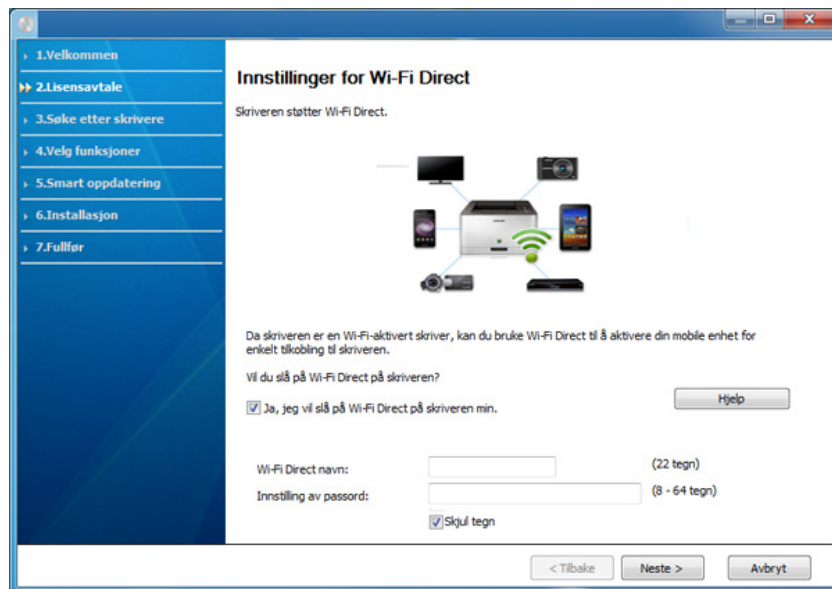 1.Velkommen
2.Lisensavtale
3.Søke etter skrivere
4.Velg funksjoner
5.Smart oppdatering
6.Installasjon
7.Fullfør
Innstillinger for Wi-Fi Direct
Skriveren støtter Wi-Fi Direct.
Da skriveren er en Wi-Fi-aktivert skriver, kan du bruke Wi-Fi Direct til å aktivere din mobile enhet for
enkelt tilkobling til skriveren.
Vil du slå på Wi-Fi Direct på skriveren?
Ja, jeg vil slå på Wi-Fi Direct på skriveren min.
Hjelp
Wi-Fi Direct navn: (22 tegn)
Innstilling av passord: (8 - 64 tegn)
Skjul tegn
< Tilbake Neste > Avbryt